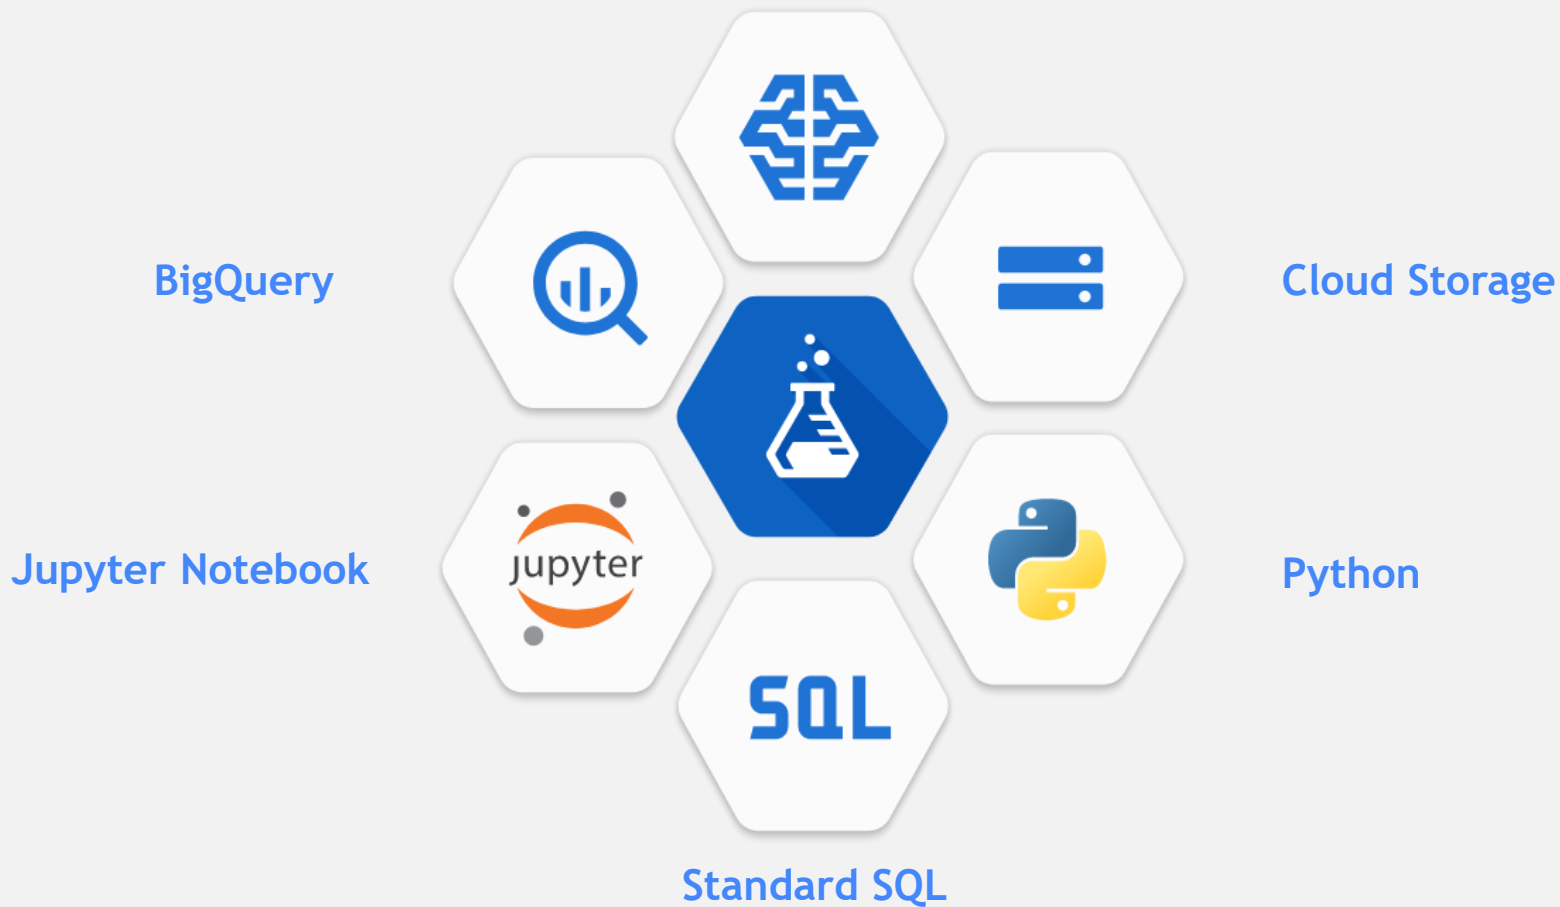 BigQuery
Cloud Storage
Jupyter Notebook
jupyter
Python
SQL
Standard SQL